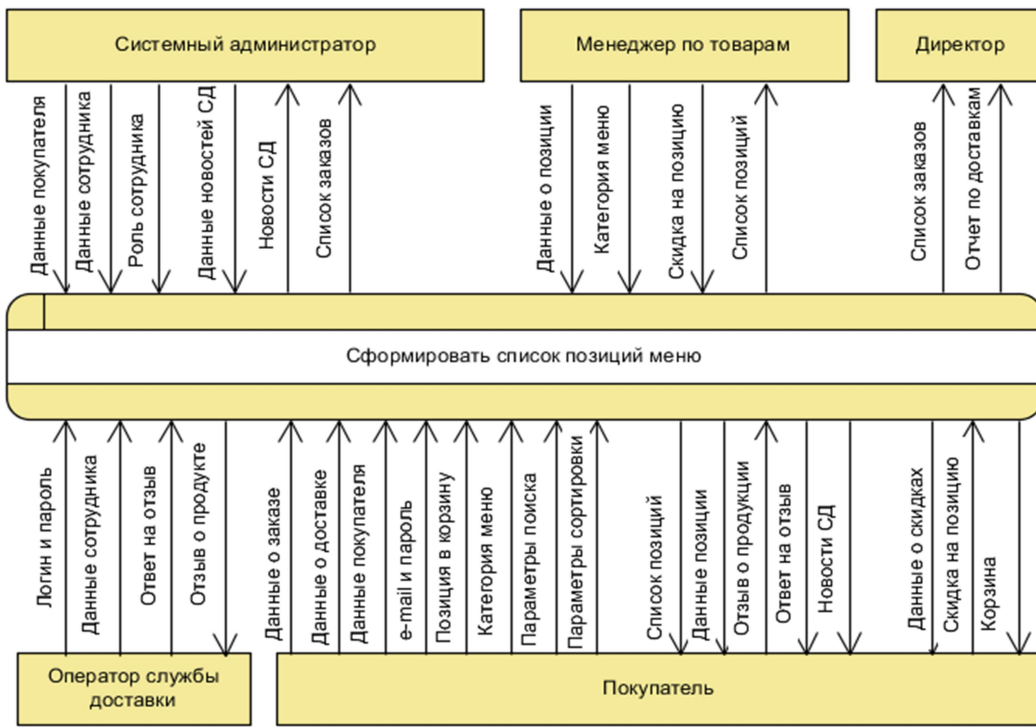 Системный администратор
Менеджер по товарам
Директор
Данные покупателя
Данные сотрудника
Роль сотрудника
Данные новостей СД
Новости СД
Список заказов
Данные о позиции
Категория меню
Скидка на позицию
Список позиций
Список заказов
Отчет по доставкам
Сформировать список позиций меню
Логин и пароль
Данные сотрудника
Ответ на отзыв
Отзыв о продукте
Данные о заказе
Данные о доставке
Данные покупателя
e-mail и пароль
Позиция в корзину
Категория меню
Параметры поиска
Параметры сортировки
Список позиций
Данные позиции
Отзыв о продукции
Ответ на отзыв
Новости СД
Данные о скидках
Скидка на позицию
Корзина
Оператор службы
доставки
Покупатель